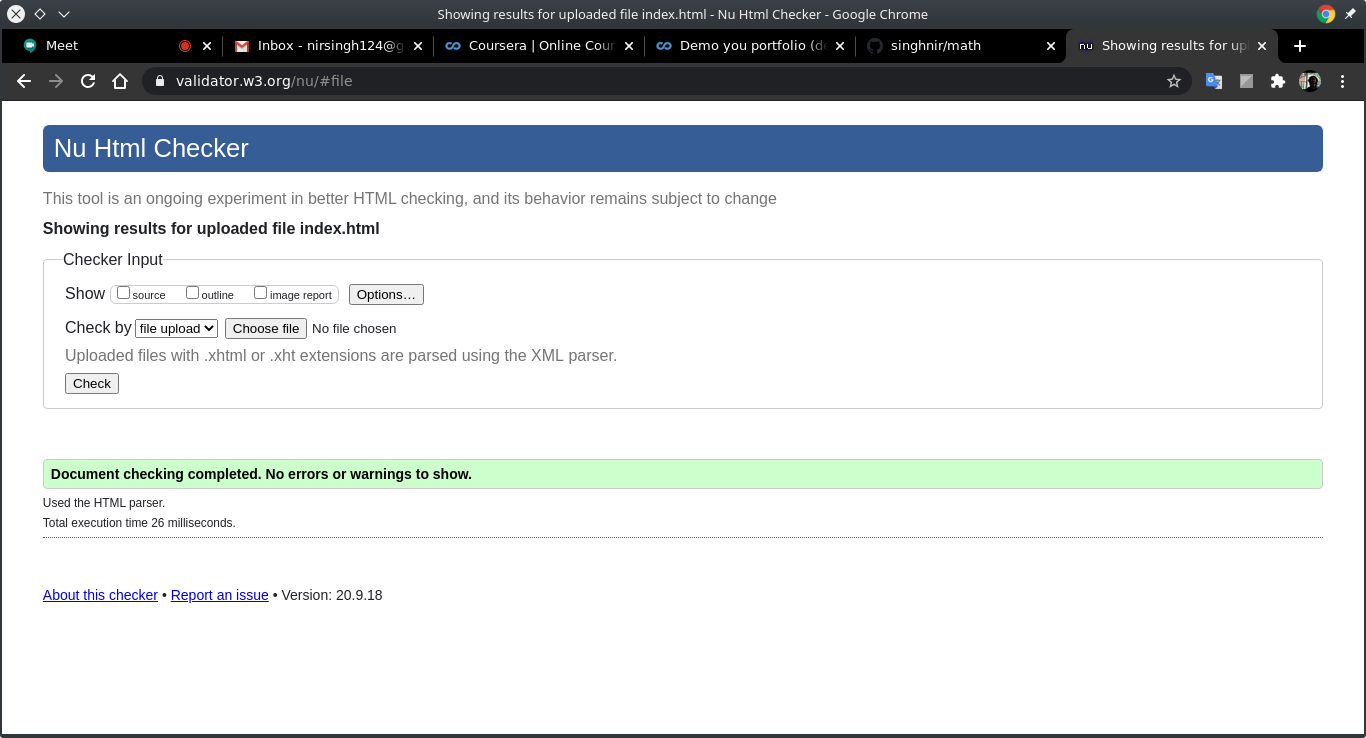 Showing results for uploaded file index.html - Nu Html Checker - Google Chrome
Meet
Inbox - nirsingh124@g
Coursera | Online Cour
Demo you portfolio (de
singhnir/math
nu Showing results for upl
validator.w3.org/nu/#file
Nu Html Checker
This tool is an ongoing experiment in better HTML checking, and its behavior remains subject to change
Showing results for uploaded file index.html
Checker Input
Show source outline image report Options…
Check by file upload Choose file No file chosen
Uploaded files with .xhtml or .xht extensions are parsed using the XML parser.
Check
Document checking completed. No errors or warnings to show.
Used the HTML parser.
Total execution time 26 milliseconds.
About this checker • Report an issue • Version: 20.9.18